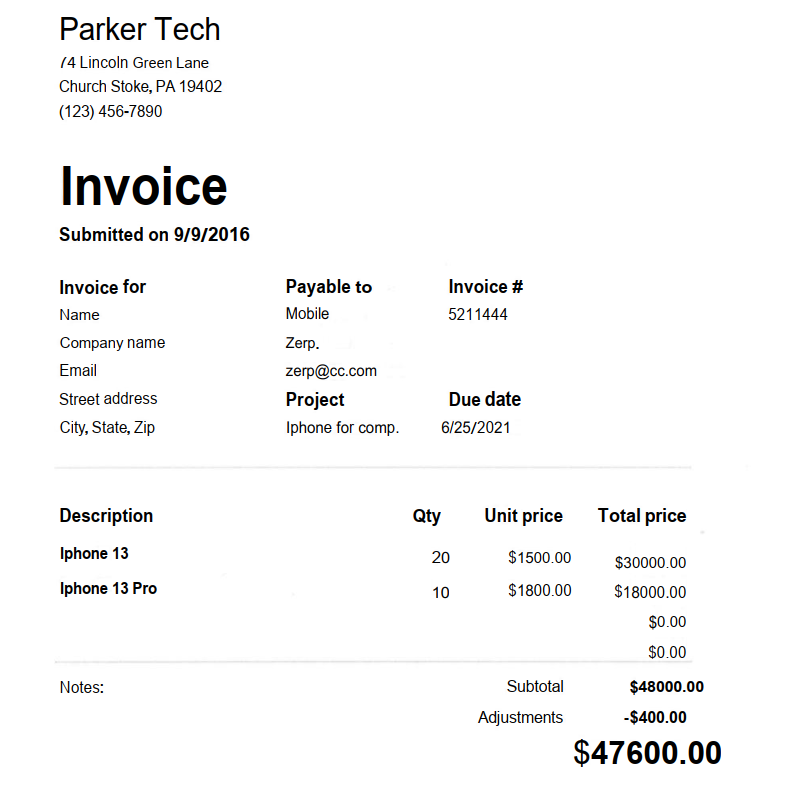 Parker Tech
74 Lincoln Green Lane
Church Stoke, PA 19402
(123) 456-7890
Invoice
Submitted on 9/9/2016
Invoice for Payable to Invoice #
Name Mobile 5211444
Company name Zerp.
Email zerp@cc.com
Street address Project Due date
City, State, Zip Iphone for comp. 6/25/2021
Description Qty Unit price Total price
Iphone 13 20 $1500.00 $30000.00
Iphone 13 Pro 10 $1800.00 $18000.00
$0.00
$0.00
Notes: Subtotal $48000.00
Adjustments -$400.00
$47600.00